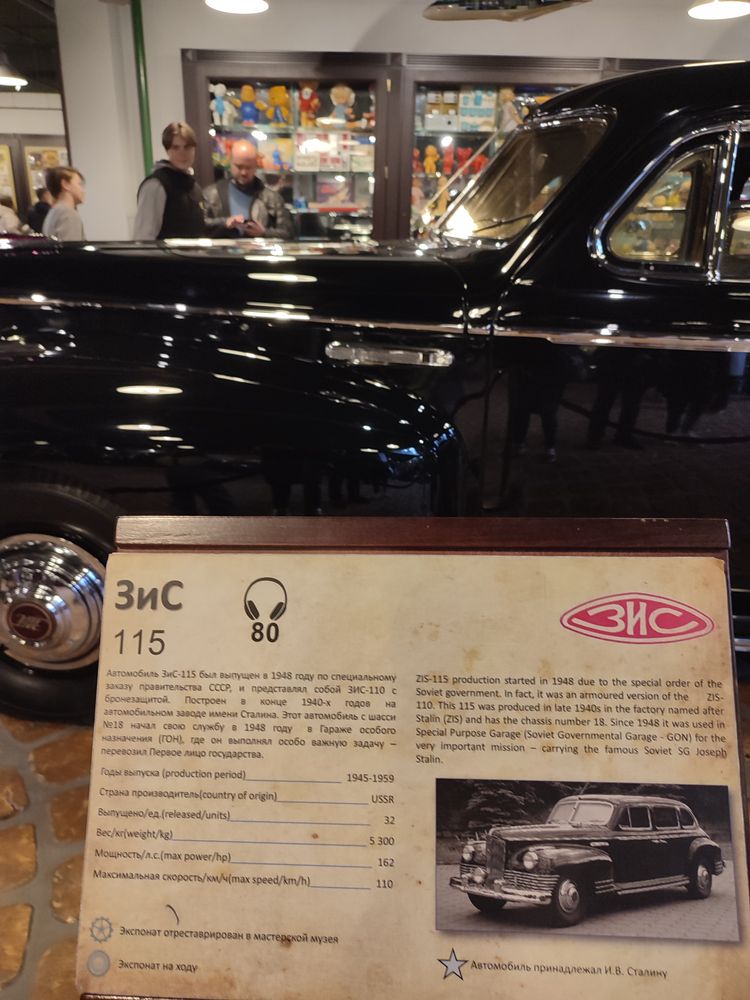 ЗиС
115
80
ЗИС
Автомобиль ЗиС-115 был выпущен в 1948 году по специальному
заказу правительства СССР, и представлял собой ЗИС-110 с
бронезащитой. Построен в конце 1940-х годов на
автомобильном заводе имени Сталина. Этот автомобиль с шасси
№18 начал свою службу в 1948 году в Гараже особого
назначения (ГОН), где он выполнял особо важную задачу –
перевозил Первое лицо государства.
ZIS-115 production started in 1948 due to the special order of the
Soviet government. In fact, it was an armoured version of the ZIS-
110. This 115 was produced in late 1940s in the factory named after
Stalin (ZIS) and has the chassis number 18. Since 1948 it was used in
Special Purpose Garage (Soviet Governmental Garage - GON) for the
very important mission – carrying the famous Soviet SG Joseph
Stalin.
Годы выпуска (production period) 1945-1959
Страна производитель(country of origin) USSR
Выпущено/ед.(released/units) 32
Вес/кг(weight/kg) 5 300
Мощность/л.с.(max power/hp) 162
Максимальная скорость/км/ч(max speed/km/h) 110
Экспонат отреставрирован в мастерской музея
Экспонат на ходу
Автомобиль принадлежал И.В. Сталину
ЗИС